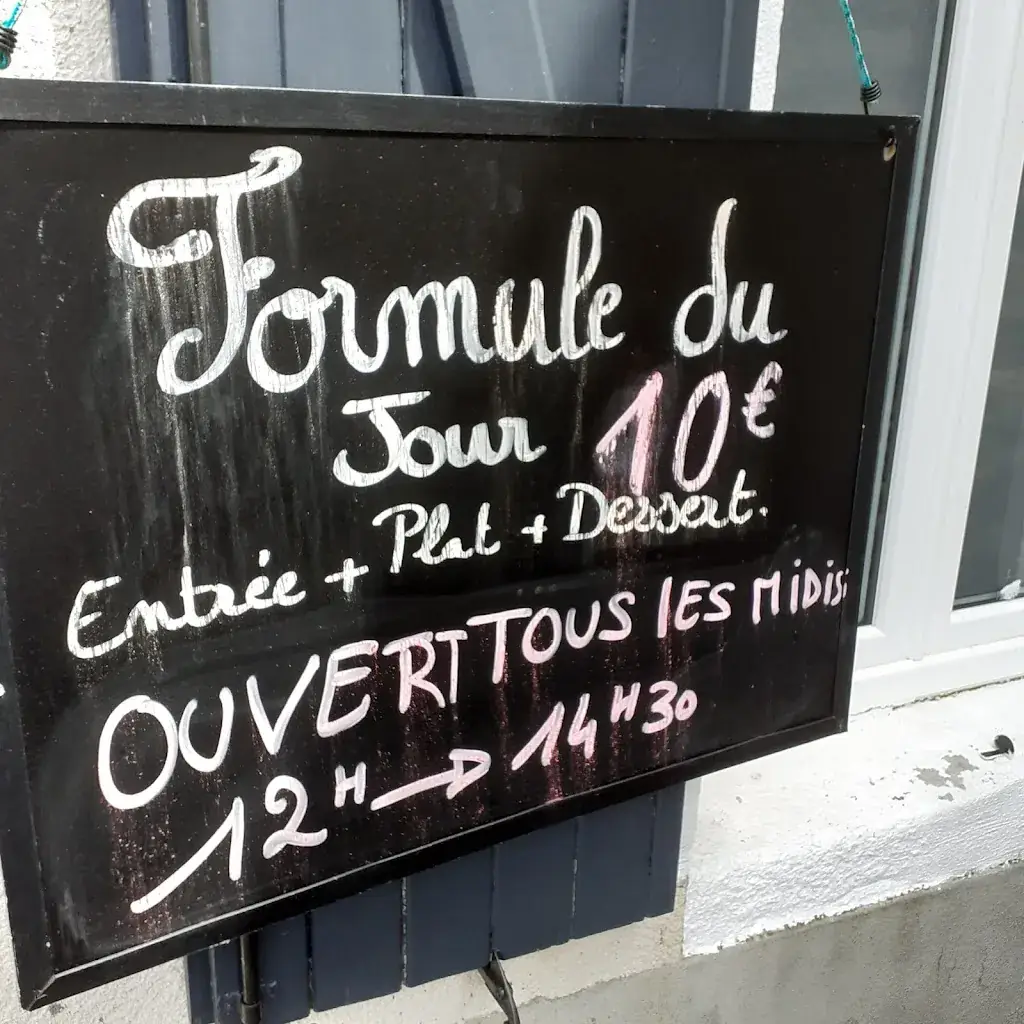 Formule du
Jour 10€
Entrée + Plat + Dessert.
OUVERT TOUS lES MIDIS:
12H → 14H30